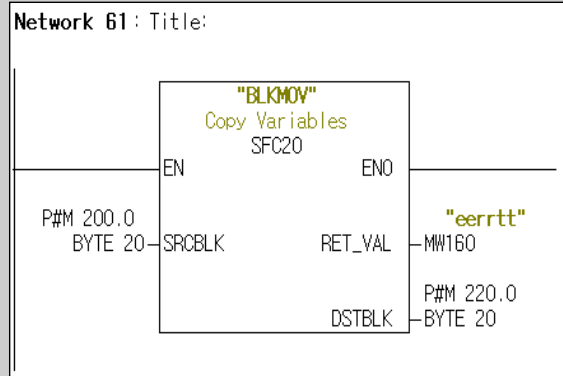 Network 61 : Title:
"BLKMOV"
Copy Variables
SFC20
EN ENO
P#M 200.0 "eerrtt"
BYTE 20 SRCBLK RET_VAL MW160
P#M 220.0
DSTBLK BYTE 20